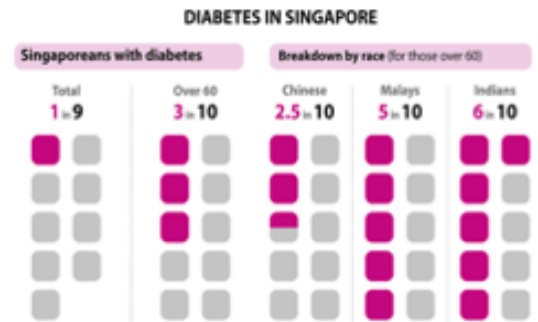 DIABETES IN SINGAPORE
Singaporeans with diabetes
Breakdown by race (for those over 60)
Total
1 in 9
Over 60
3 in 10
Chinese
2.5 in 10
Malays
5 in 10
Indians
6 in 10